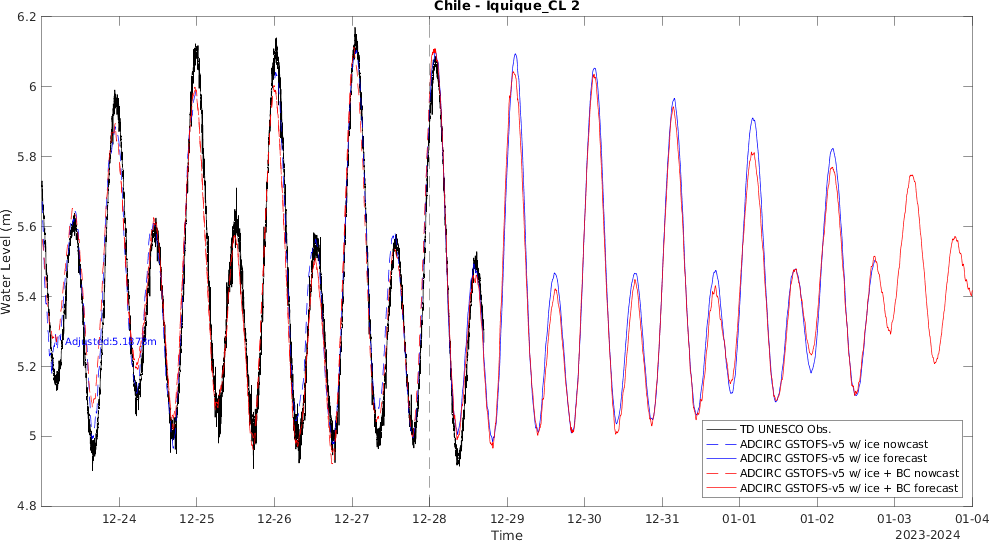 Chile - Iquique_CL 2
6.2
6
5.8
5.6
5.4
5.2
5
4.8
Water Level (m)
12-24
12-25
12-26
12-27
12-28
12-29
12-30
12-31
01-01
01-02
01-03
01-04
Time
2023-2024
TD UNESCO Obs.
ADCIRC GSTOFS-v5 w/ ice nowcast
ADCIRC GSTOFS-v5 w/ ice forecast
ADCIRC GSTOFS-v5 w/ ice + BC nowcast
ADCIRC GSTOFS-v5 w/ ice + BC forecast